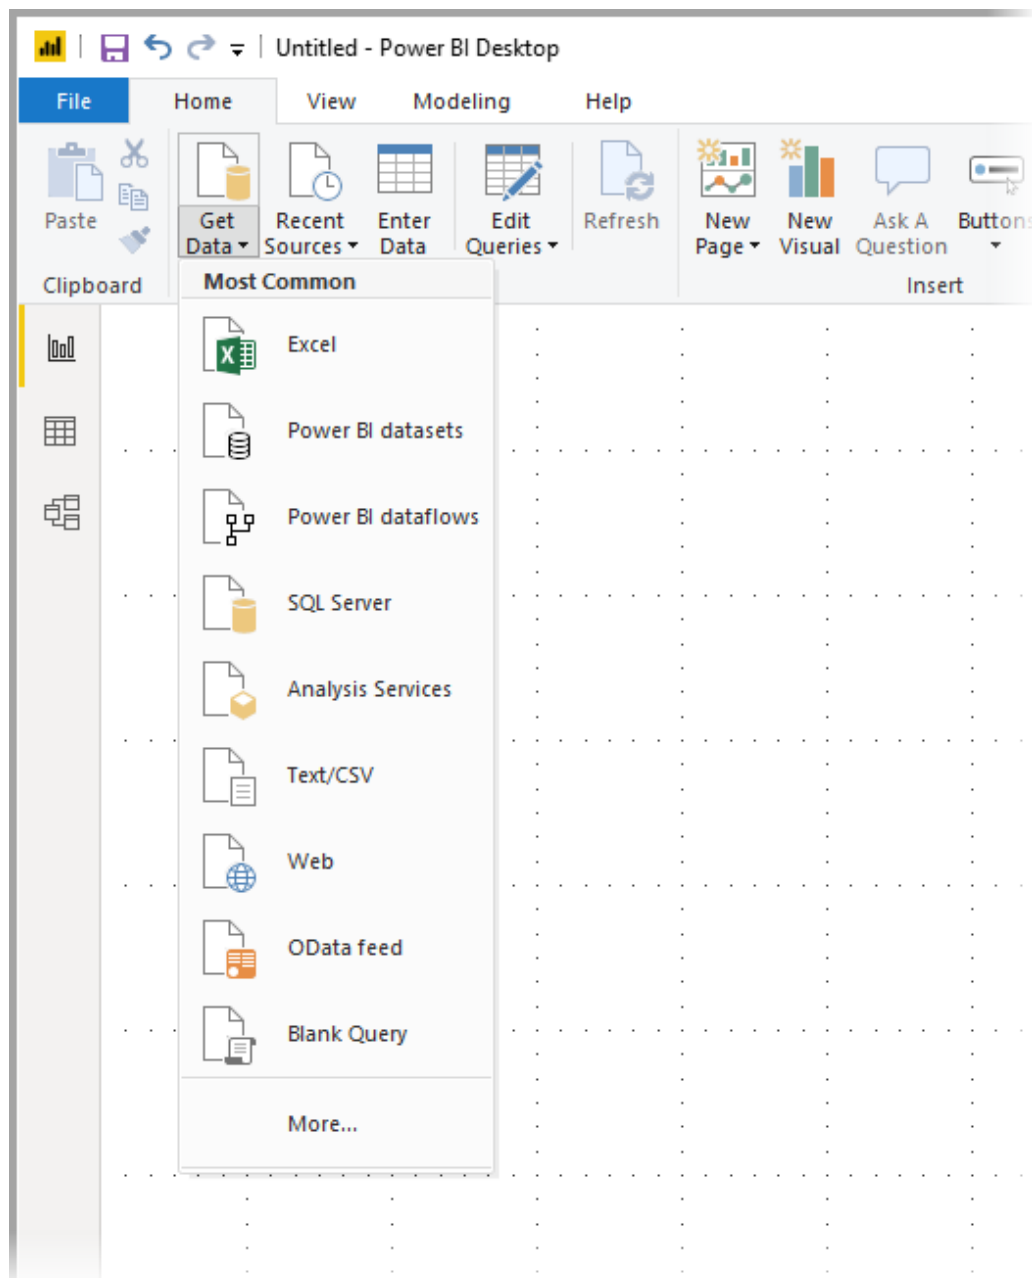 Untitled - Power BI Desktop
File Home View Modeling Help
Paste
Get Data
Recent Sources
Enter Data
Edit Queries
Refresh
New Page
New Visual
Ask A Question
Buttons
Clipboard
Insert
Most Common
Excel
Power BI datasets
Power BI dataflows
SQL Server
Analysis Services
Text/CSV
Web
OData feed
Blank Query
More...